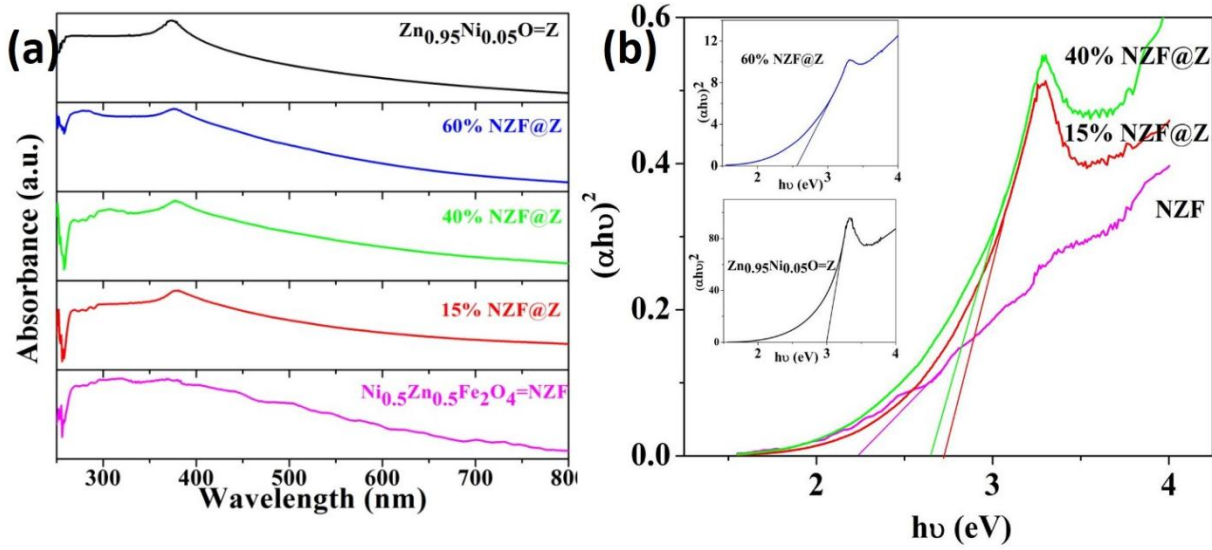 (a)
Zn0.95Ni0.05O=Z
60% NZF@Z
40% NZF@Z
15% NZF@Z
Ni0.5Zn0.5Fe2O4=NZF
Absorbance (a.u.)
300 400 500 600 700 800
Wavelength (nm)
(b)
0.6
0.4
0.2
0.0
(αhυ)2
2 3 4
hυ (eV)
40% NZF@Z
15% NZF@Z
NZF
12
8
4
0
(αhυ)2
60% NZF@Z
2 3 4
hυ (eV)
80
40
0
(αhυ)2
Zn0.95Ni0.05O=Z
2 3 4
hυ (eV)